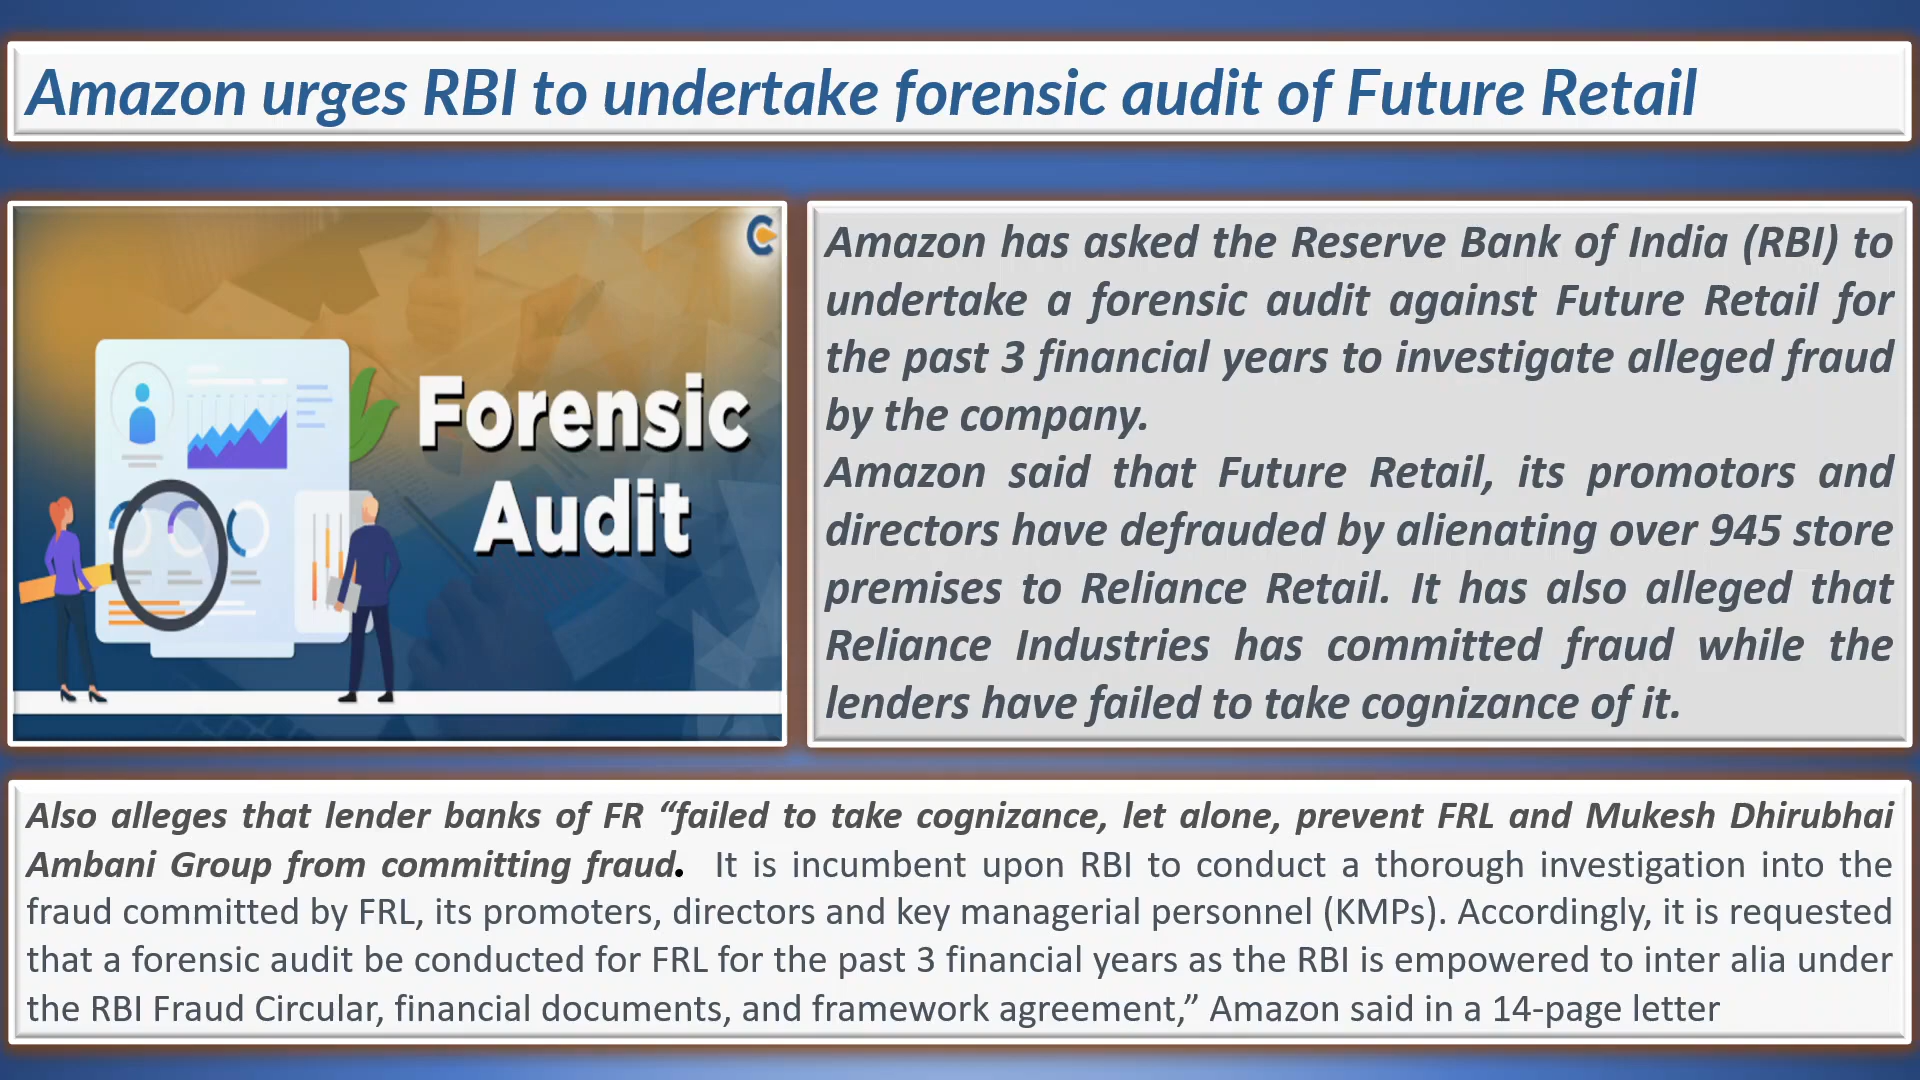 Amazon urges RBI to undertake forensic audit of Future Retail
Forensic
Audit
Amazon has asked the Reserve Bank of India (RBI) to
undertake a forensic audit against Future Retail for
the past 3 financial years to investigate alleged fraud
by the company.
Amazon said that Future Retail, its promotors and
directors have defrauded by alienating over 945 store
premises to Reliance Retail. It has also alleged that
Reliance Industries has committed fraud while the
lenders have failed to take cognizance of it.
Also alleges that lender banks of FR “failed to take cognizance, let alone, prevent FRL and Mukesh Dhirubhai
Ambani Group from committing fraud. It is incumbent upon RBI to conduct a thorough investigation into the
fraud committed by FRL, its promoters, directors and key managerial personnel (KMPs). Accordingly, it is requested
that a forensic audit be conducted for FRL for the past 3 financial years as the RBI is empowered to inter alia under
the RBI Fraud Circular, financial documents, and framework agreement,” Amazon said in a 14-page letter